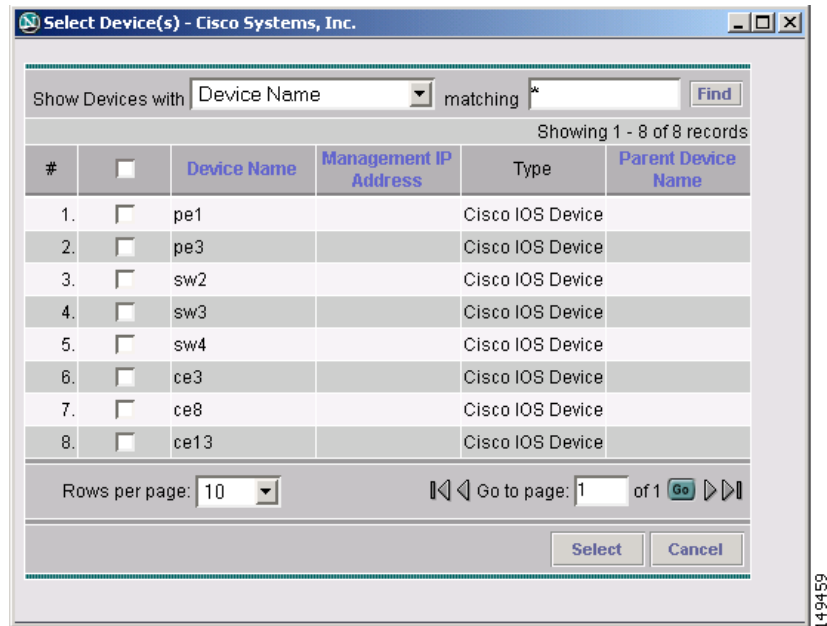 Select Device(s) - Cisco Systems, Inc.
Show Devices with Device Name matching * Find
Showing 1 - 8 of 8 records
# Device Name Management IP Address Type Parent Device Name
1. pe1 Cisco IOS Device
2. pe3 Cisco IOS Device
3. sw2 Cisco IOS Device
4. sw3 Cisco IOS Device
5. sw4 Cisco IOS Device
6. ce3 Cisco IOS Device
7. ce8 Cisco IOS Device
8. ce13 Cisco IOS Device
Rows per page: 10 Go to page: 1 of 1 Go
Select Cancel
149459